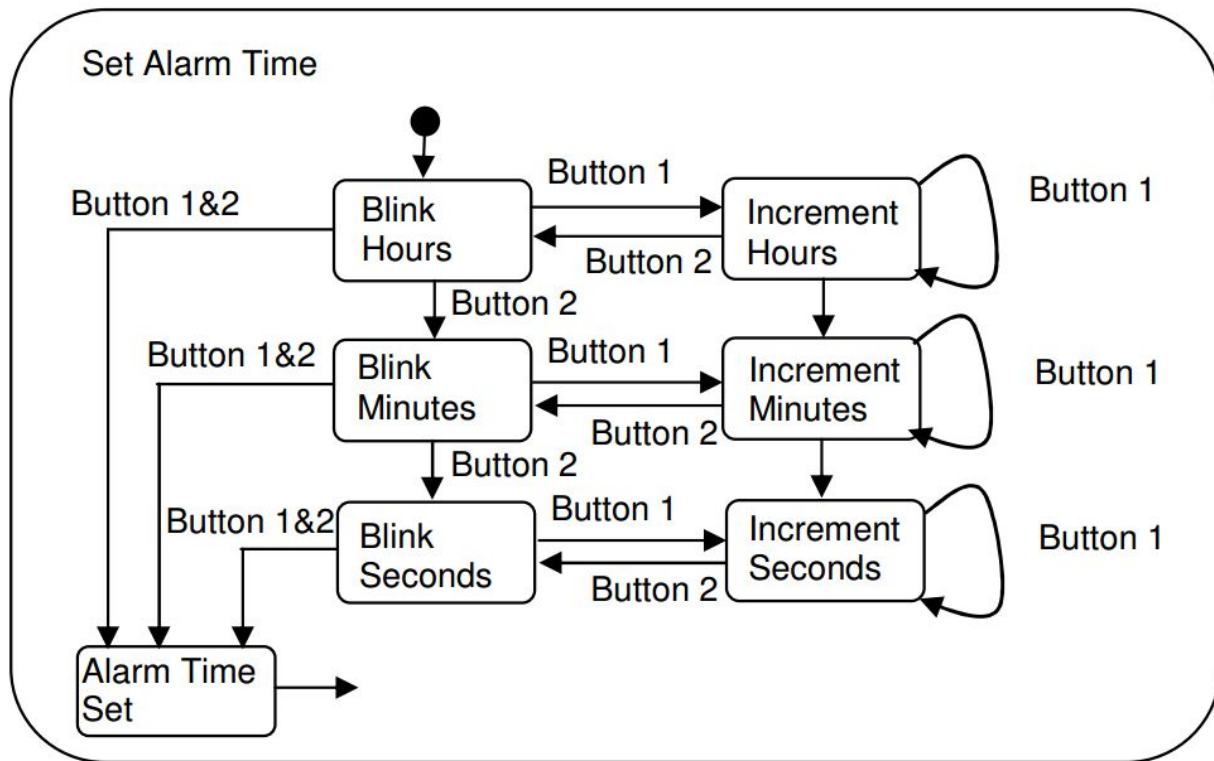 Set Alarm Time
Button 1
Button 1
Button 1&2
Blink
Hours
Increment
Hours
Button 2
Button 2
Button 1&2
Button 1
Button 1
Blink
Minutes
Increment
Minutes
Button 2
Button 2
Button 1&2
Button 1
Button 1
Blink
Seconds
Increment
Seconds
Button 2
Alarm Time
Set